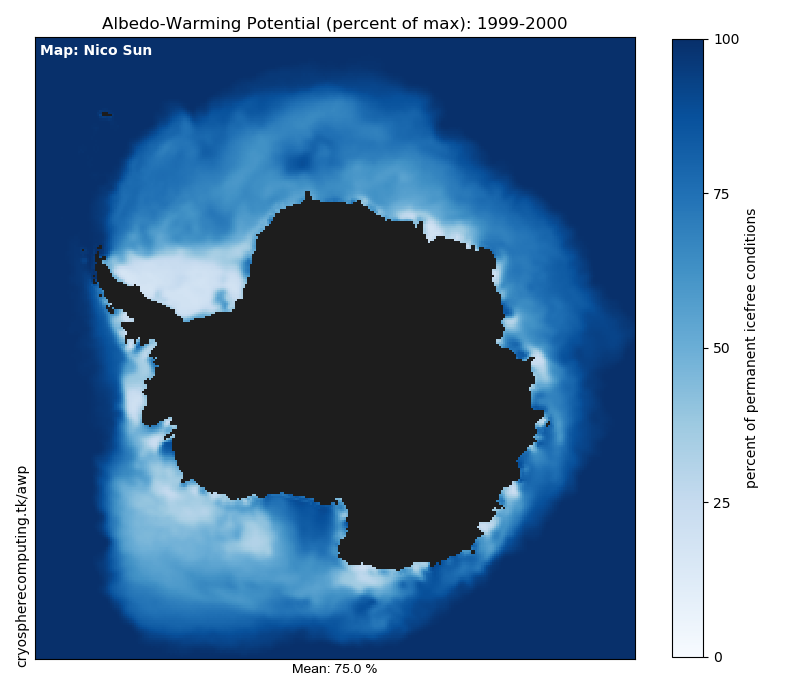 Albedo-Warming Potential (percent of max): 1999-2000
Map: Nico Sun
100
75
50
25
0
percent of permanent icefree conditions
cryospherecomputing.tk/awp
Mean: 75.0 %